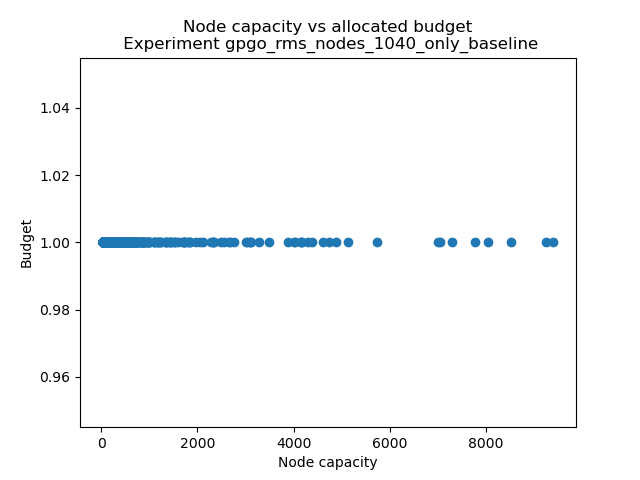 Node capacity vs allocated budget
Experiment gpgo_rms_nodes_1040_only_baseline
1.04
1.02
1.00
0.98
0.96
Budget
0
2000
4000
6000
8000
Node capacity